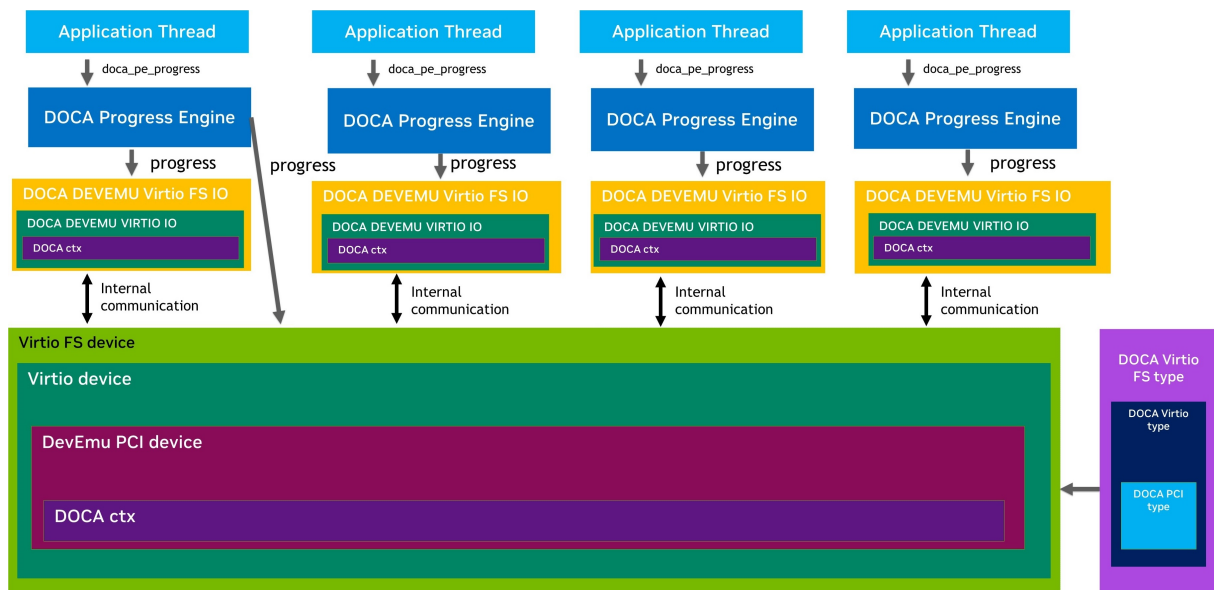 Application Thread
Application Thread
Application Thread
Application Thread
doca_pe_progress
doca_pe_progress
doca_pe_progress
doca_pe_progress
DOCA Progress Engine
DOCA Progress Engine
DOCA Progress Engine
DOCA Progress Engine
progress
progress
progress
progress
progress
DOCA DEVEMU Virtio FS IO
DOCA DEVEMU VIRTIO IO
DOCA ctx
DOCA DEVEMU Virtio FS IO
DOCA DEVEMU VIRTIO IO
DOCA ctx
DOCA DEVEMU Virtio FS IO
DOCA DEVEMU VIRTIO IO
DOCA ctx
DOCA DEVEMU Virtio FS IO
DOCA DEVEMU VIRTIO IO
DOCA ctx
Internal
communication
Internal
communication
Internal
communication
Internal
communication
Virtio FS device
Virtio device
DevEmu PCI device
DOCA ctx
DOCA Virtio
FS type
DOCA Virtio
type
DOCA PCI
type